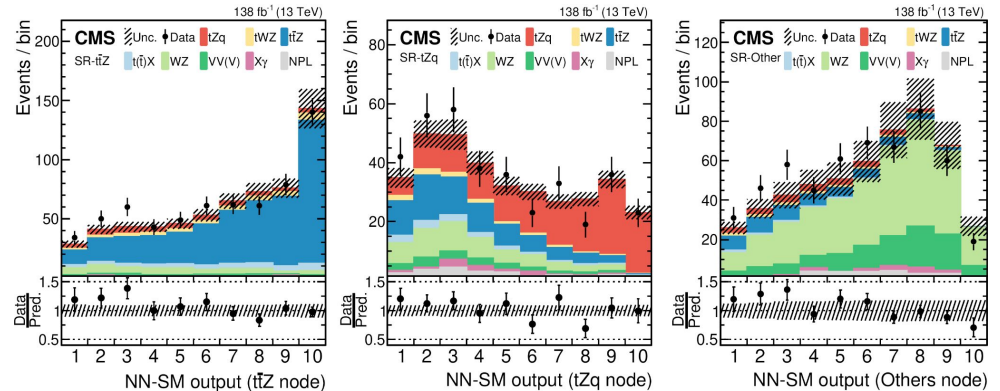 138 fb⁻¹ (13 TeV)
Events / bin
200
150
100
50
CMS
SR-tt̄Z
Unc.
Data
tZq
tWZ
tt̄Z
t(t̄)X
WZ
VV(V)
Xγ
NPL
Data
Pred.
1.5
1
0.5
1 2 3 4 5 6 7 8 9 10
NN-SM output (tt̄Z node)
138 fb⁻¹ (13 TeV)
Events / bin
80
60
40
20
CMS
SR-tZq
Unc.
Data
tZq
tWZ
tt̄Z
t(t̄)X
WZ
VV(V)
Xγ
NPL
Data
Pred.
1.5
1
0.5
1 2 3 4 5 6 7 8 9 10
NN-SM output (tZq node)
138 fb⁻¹ (13 TeV)
Events / bin
120
100
80
60
40
20
CMS
SR-Other
Unc.
Data
tZq
tWZ
tt̄Z
t(t̄)X
WZ
VV(V)
Xγ
NPL
Data
Pred.
1.5
1
0.5
1 2 3 4 5 6 7 8 9 10
NN-SM output (Others node)